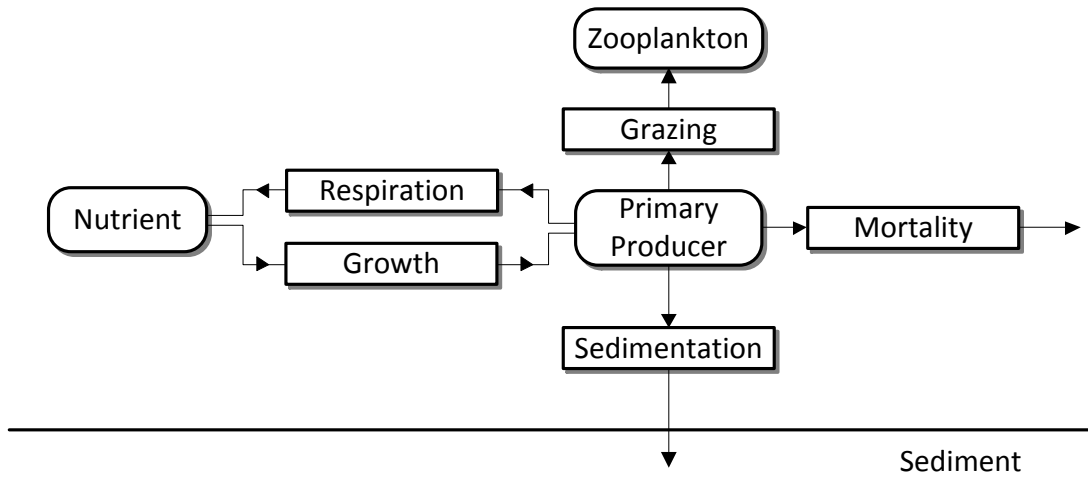 Zooplankton
Grazing
Respiration
Nutrient
Primary
Producer
Mortality
Growth
Sedimentation
Sediment